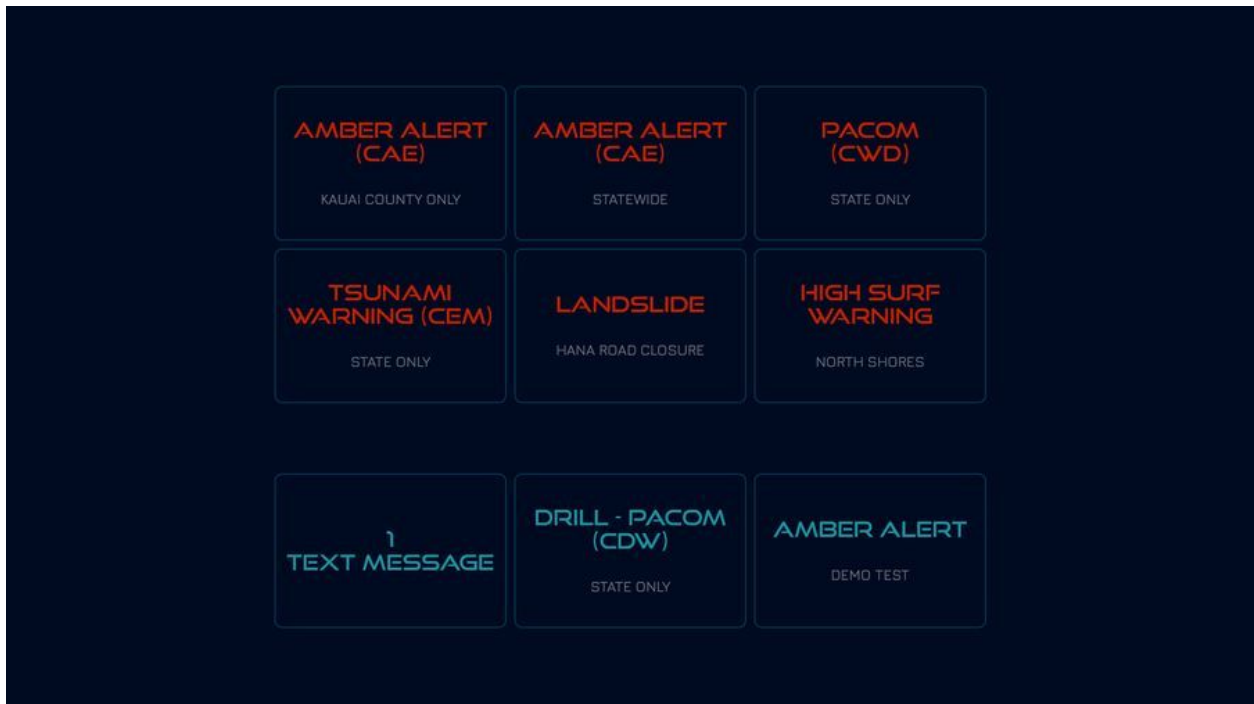 AMBER ALERT
(CAE)
KAUAI COUNTY ONLY
AMBER ALERT
(CAE)
STATEWIDE
PACOM
(CWD)
STATE ONLY
TSUNAMI
WARNING (CEM)
STATE ONLY
LANDSLIDE
HANA ROAD CLOSURE
HIGH SURF
WARNING
NORTH SHORES
1
TEXT MESSAGE
DRILL - PACOM
(CDW)
STATE ONLY
AMBER ALERT
DEMO TEST